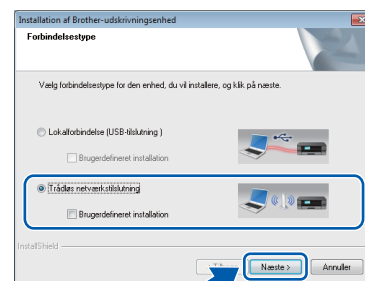 Installation af Brother-udskrivningsenhed
Forbindelsestype
Vælg forbindelsestype for den enhed, du vil installere, og klik på næste.
Lokalforbindelse (USB-tilslutning )
Brugerdefineret installation
Trådløs netværkstilslutning
Brugerdefineret installation
InstallShield
Næste >
Annuller